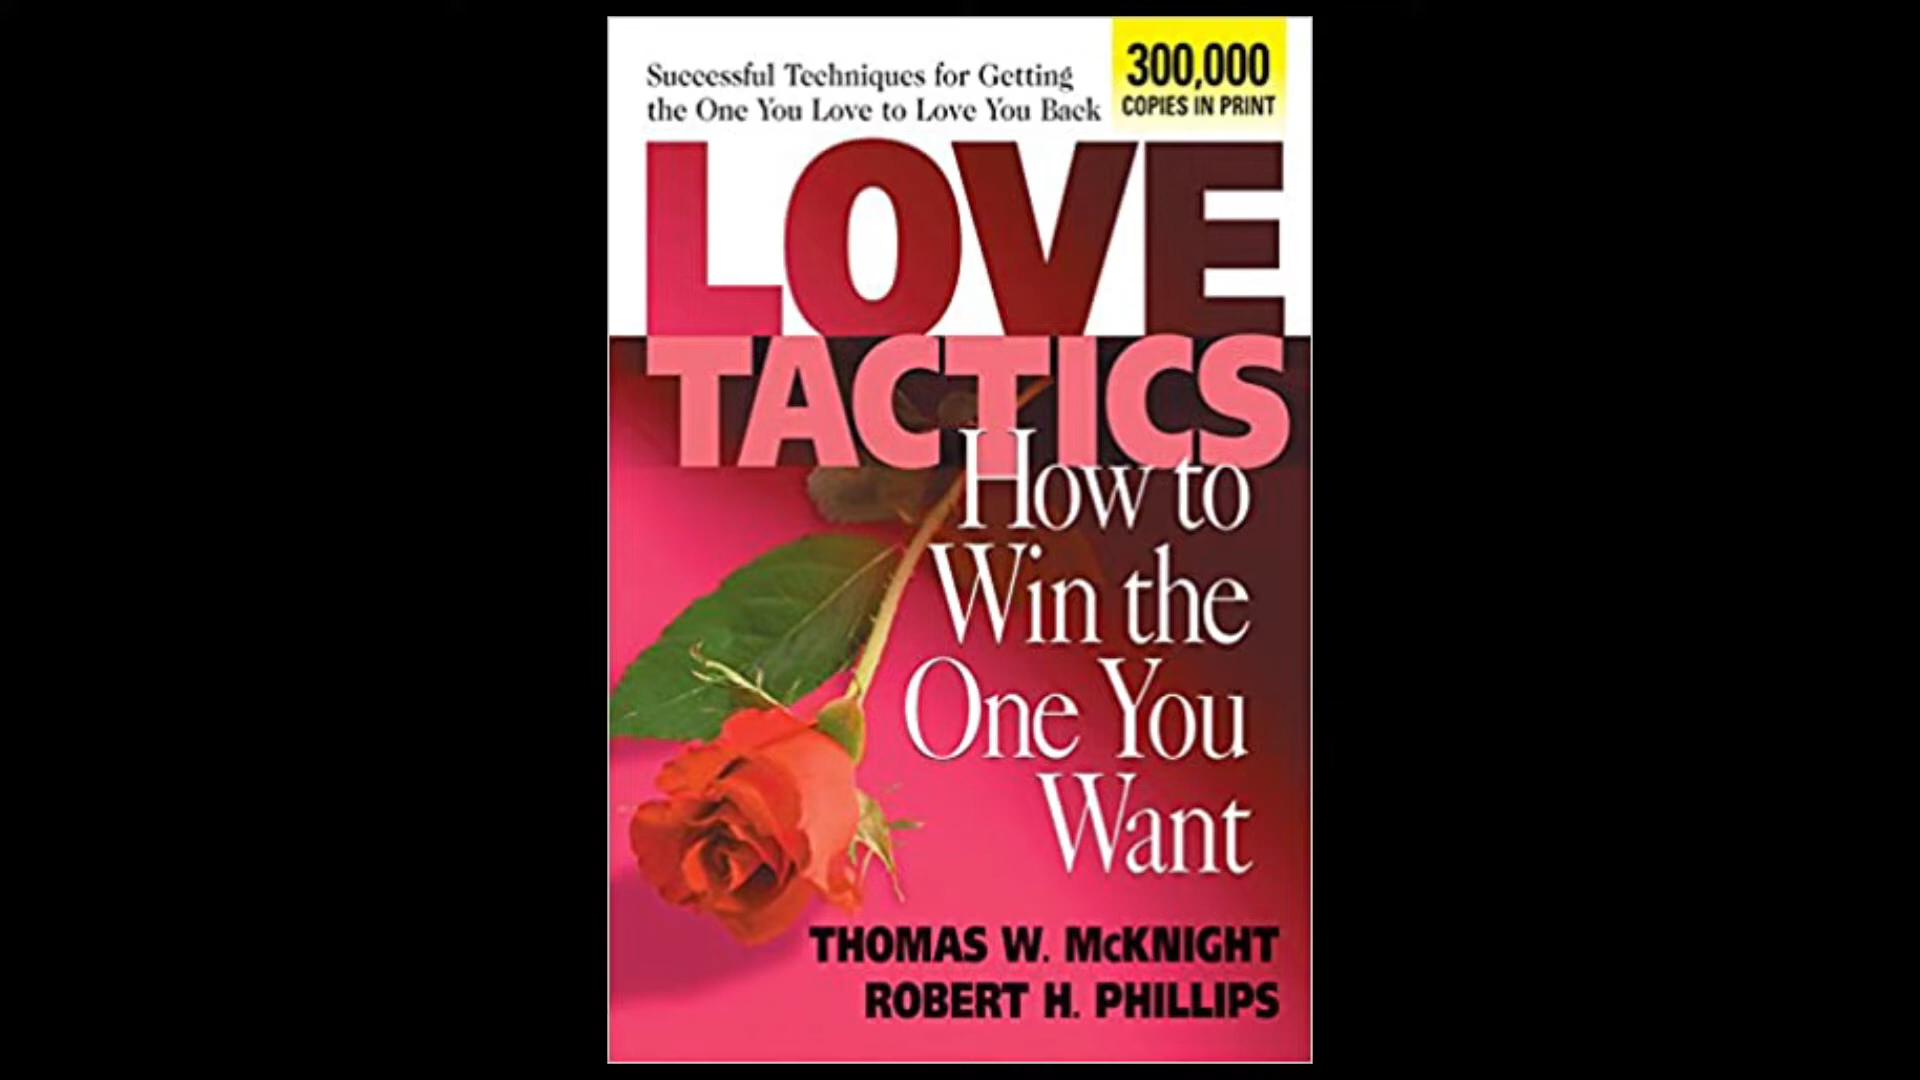 Successful Techniques for Getting
the One You Love to Love You Back
300,000
COPIES IN PRINT
LOVE
TACTICS
How to
Win the
One You
Want
THOMAS W. McKNIGHT
ROBERT H. PHILLIPS